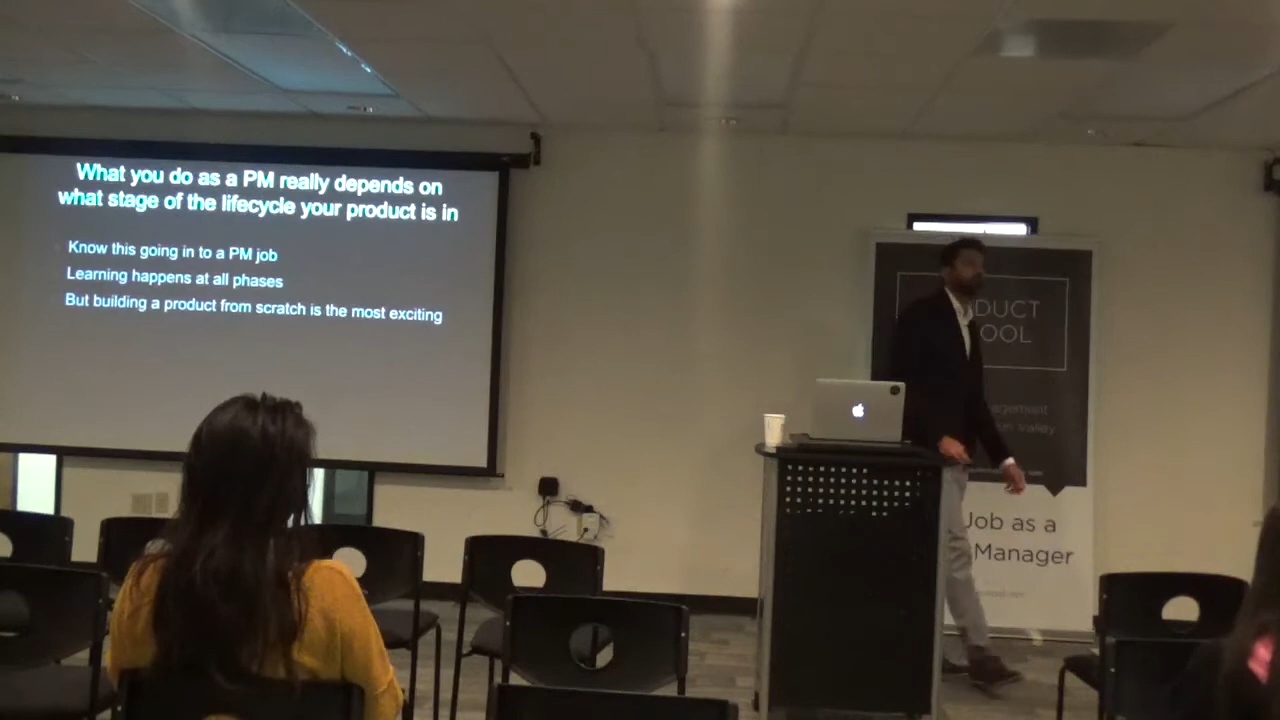 What you do as a PM really depends on
what stage of the lifecycle your product is in
Know this going in to a PM job
Learning happens at all phases
But building a product from scratch is the most exciting
DUCT
OOL
Job as a
Manager